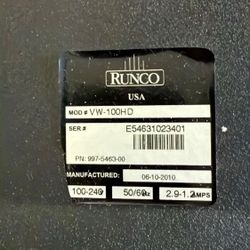 RUNCO
USA
MOD # VW-100HD
SER # E54631023401
PN: 997-5463-00
MANUFACTURED: 06-10-2010
100-240 50/60Hz 2.9-1.2 AMPS